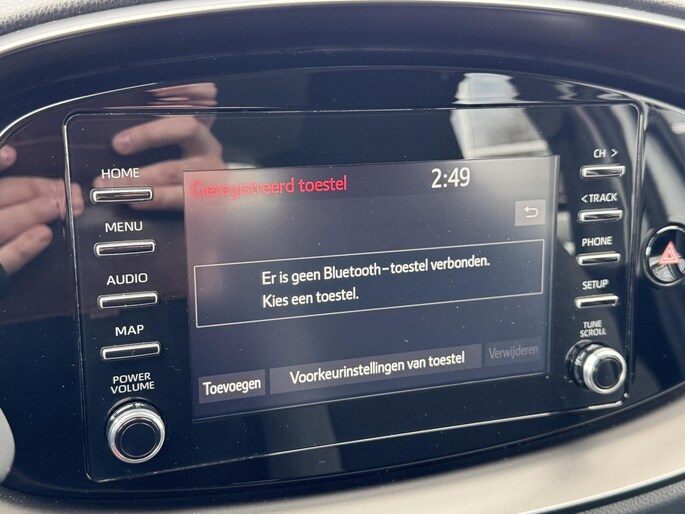 HOME
MENU
AUDIO
MAP
POWER
VOLUME
Geregistreerd toestel
2:49
Er is geen Bluetooth-toestel verbonden.
Kies een toestel.
Toevoegen
Voorkeurinstellingen van toestel
Verwijderen
CH >
< TRACK
PHONE
SETUP
TUNE
SCROLL